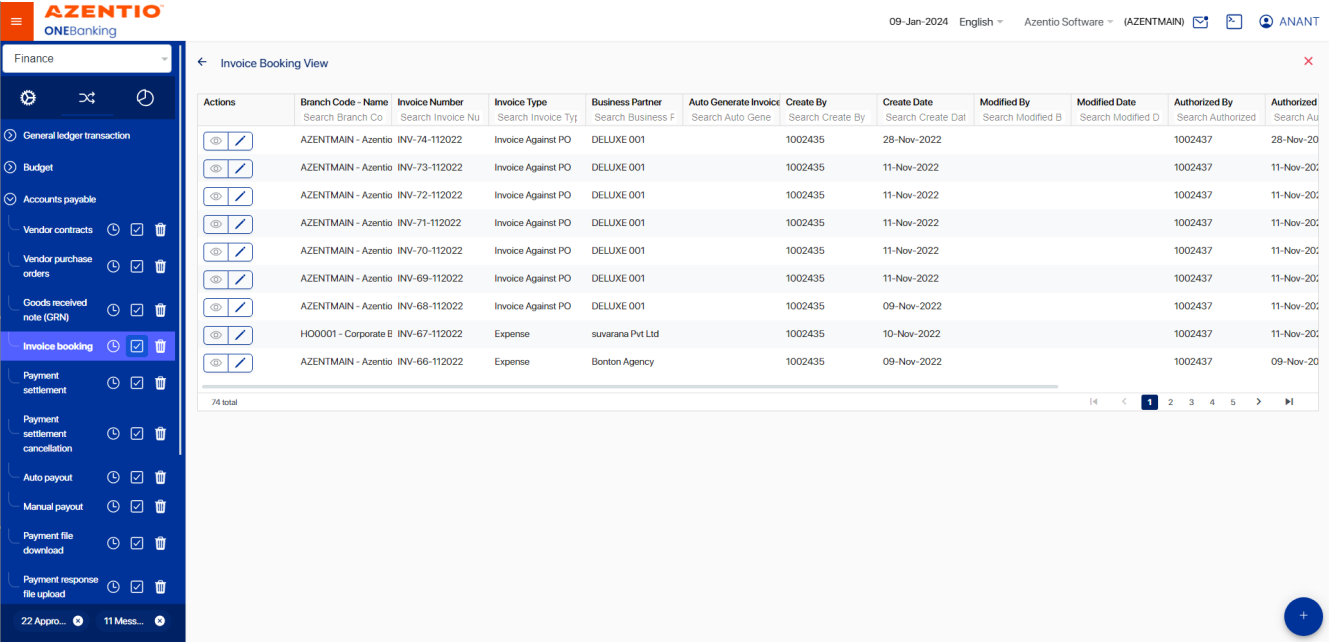 AZENTIO
ONEBanking
09-Jan-2024 English Azentio Software (AZENTMAIN) ANANT
Finance
General ledger transaction
Budget
Accounts payable
Vendor contracts
Vendor purchase
orders
Goods received
note (GRN)
Invoice booking
Payment
settlement
Payment
settlement
cancellation
Auto payout
Manual payout
Payment file
download
Payment response
file upload
22 Appro... 11 Mess...
Invoice Booking View
Actions Branch Code - Name Invoice Number Invoice Type Business Partner Auto Generate Invoice Create By Create Date Modified By Modified Date Authorized By Authorized
Search Branch Co Search Invoice Nu Search Invoice Typ Search Business P Search Auto Gene Search Create By Search Create Dat Search Modified B Search Modified D Search Authorized Search Au
AZENTMAIN - Azentio INV-74-112022 Invoice Against PO DELUXE 001 1002435 28-Nov-2022 1002437 28-Nov-20
AZENTMAIN - Azentio INV-73-112022 Invoice Against PO DELUXE 001 1002435 11-Nov-2022 1002437 11-Nov-202
AZENTMAIN - Azentio INV-72-112022 Invoice Against PO DELUXE 001 1002435 11-Nov-2022 1002437 11-Nov-202
AZENTMAIN - Azentio INV-71-112022 Invoice Against PO DELUXE 001 1002435 11-Nov-2022 1002437 11-Nov-202
AZENTMAIN - Azentio INV-70-112022 Invoice Against PO DELUXE 001 1002435 11-Nov-2022 1002437 11-Nov-202
AZENTMAIN - Azentio INV-69-112022 Invoice Against PO DELUXE 001 1002435 11-Nov-2022 1002437 11-Nov-202
AZENTMAIN - Azentio INV-68-112022 Invoice Against PO DELUXE 001 1002435 09-Nov-2022 1002437 11-Nov-202
HO0001 - Corporate B INV-67-112022 Expense suvarana Pvt Ltd 1002435 10-Nov-2022 1002437 11-Nov-202
AZENTMAIN - Azentio INV-66-112022 Expense Bonton Agency 1002435 09-Nov-2022 1002437 09-Nov-20
74 total 1 2 3 4 5